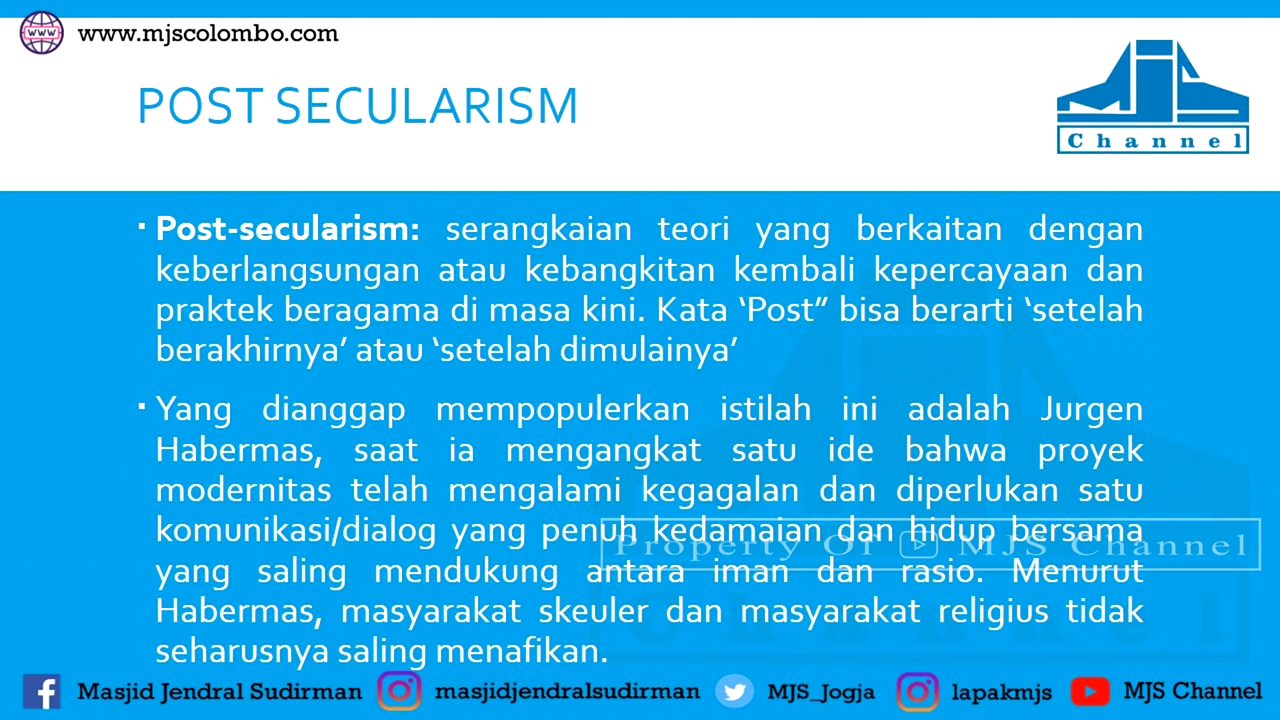 www.mjscolombo.com
POST SECULARISM
MJS
Channel
▪ Post-secularism: serangkaian teori yang berkaitan dengan
keberlangsungan atau kebangkitan kembali kepercayaan dan
praktek beragama di masa kini. Kata ‘Post” bisa berarti ‘setelah
berakhirnya’ atau ‘setelah dimulainya’
▪ Yang dianggap mempopulerkan istilah ini adalah Jurgen
Habermas, saat ia mengangkat satu ide bahwa proyek
modernitas telah mengalami kegagalan dan diperlukan satu
komunikasi/dialog yang penuh kedamaian dan hidup bersama
Property Of MJS Channel
yang saling mendukung antara iman dan rasio. Menurut
Habermas, masyarakat skeuler dan masyarakat religius tidak
Channel
seharusnya saling menafikan.
Masjid Jendral Sudirman masjidjendralsudirman MJS_Jogja lapakmjs MJS Channel